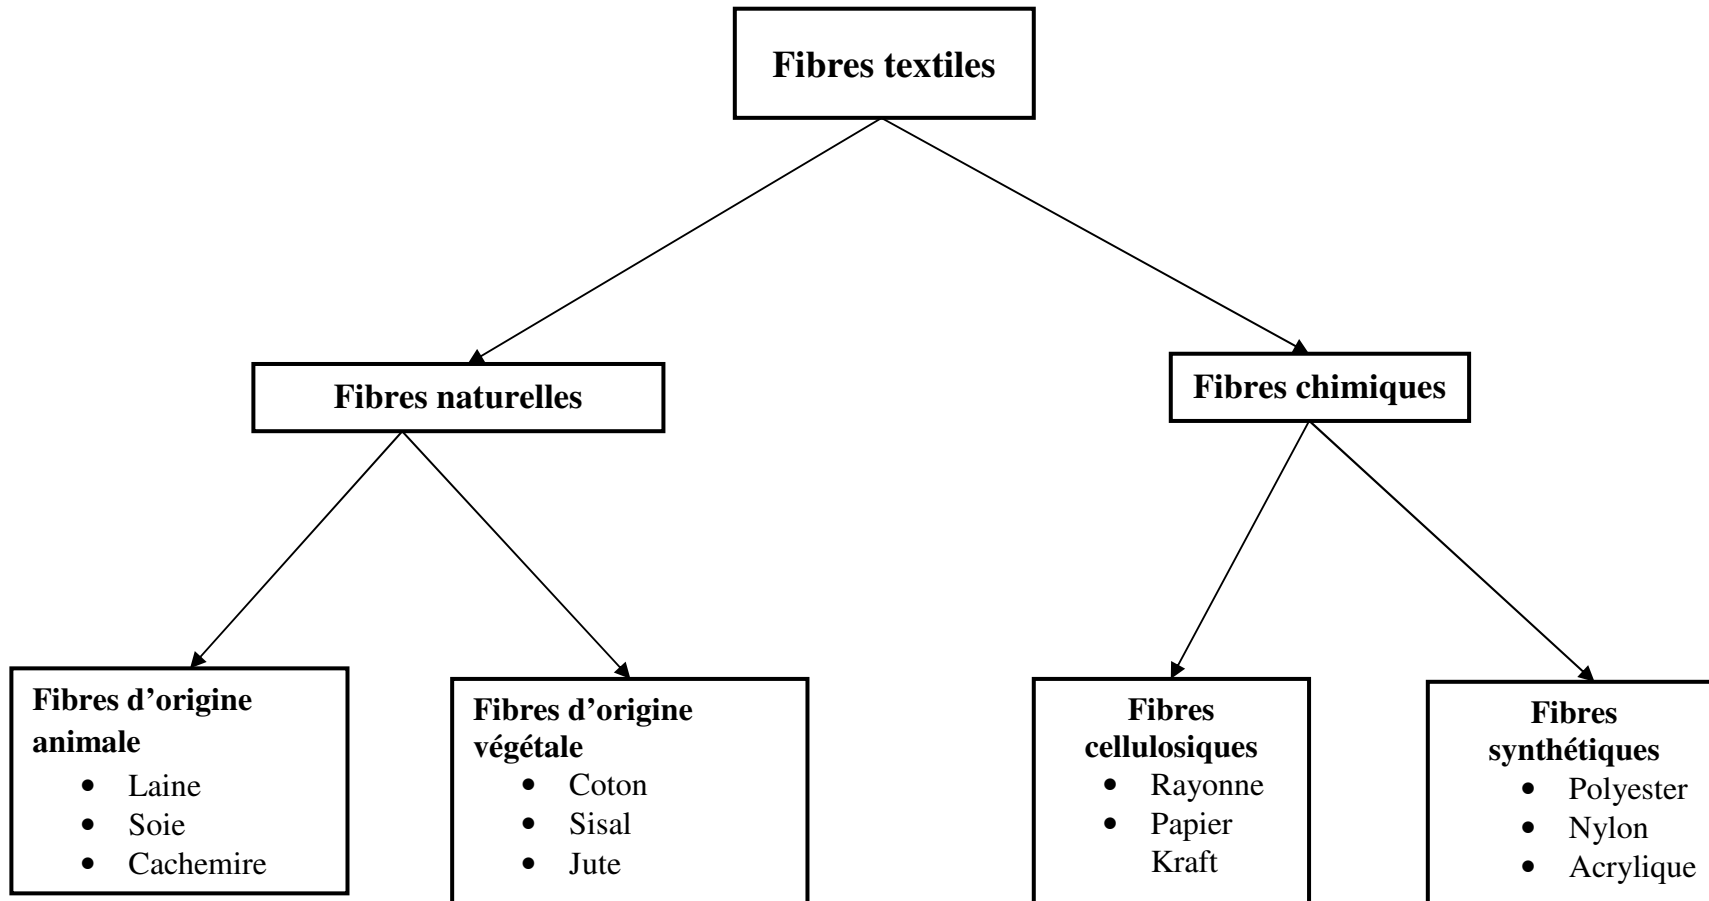 Fibres textiles
Fibres naturelles
Fibres chimiques
Fibres d’origine
animale
• Laine
• Soie
• Cachemire
Fibres d’origine
végétale
• Coton
• Sisal
• Jute
Fibres
cellulosiques
• Rayonne
• Papier
Kraft
Fibres
synthétiques
• Polyester
• Nylon
• Acrylique